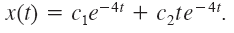 x(t) = c₁e⁻⁴ᵗ + c₂te⁻⁴ᵗ.